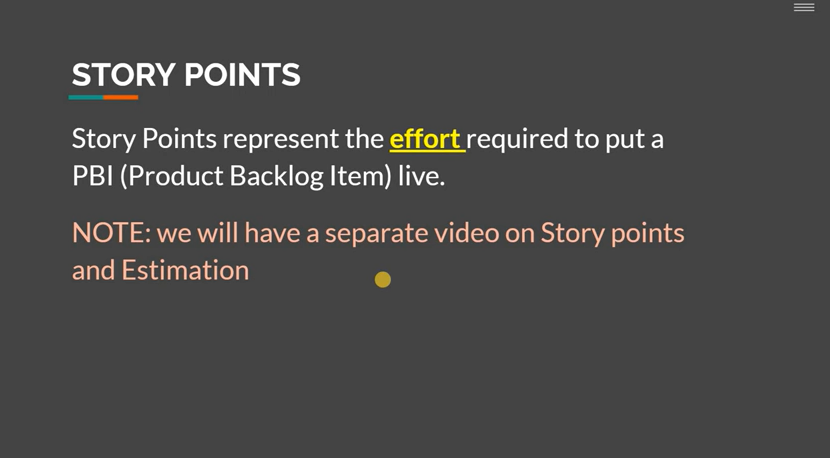 STORY POINTS
Story Points represent the effort required to put a
PBI (Product Backlog Item) live.
NOTE: we will have a separate video on Story points
and Estimation